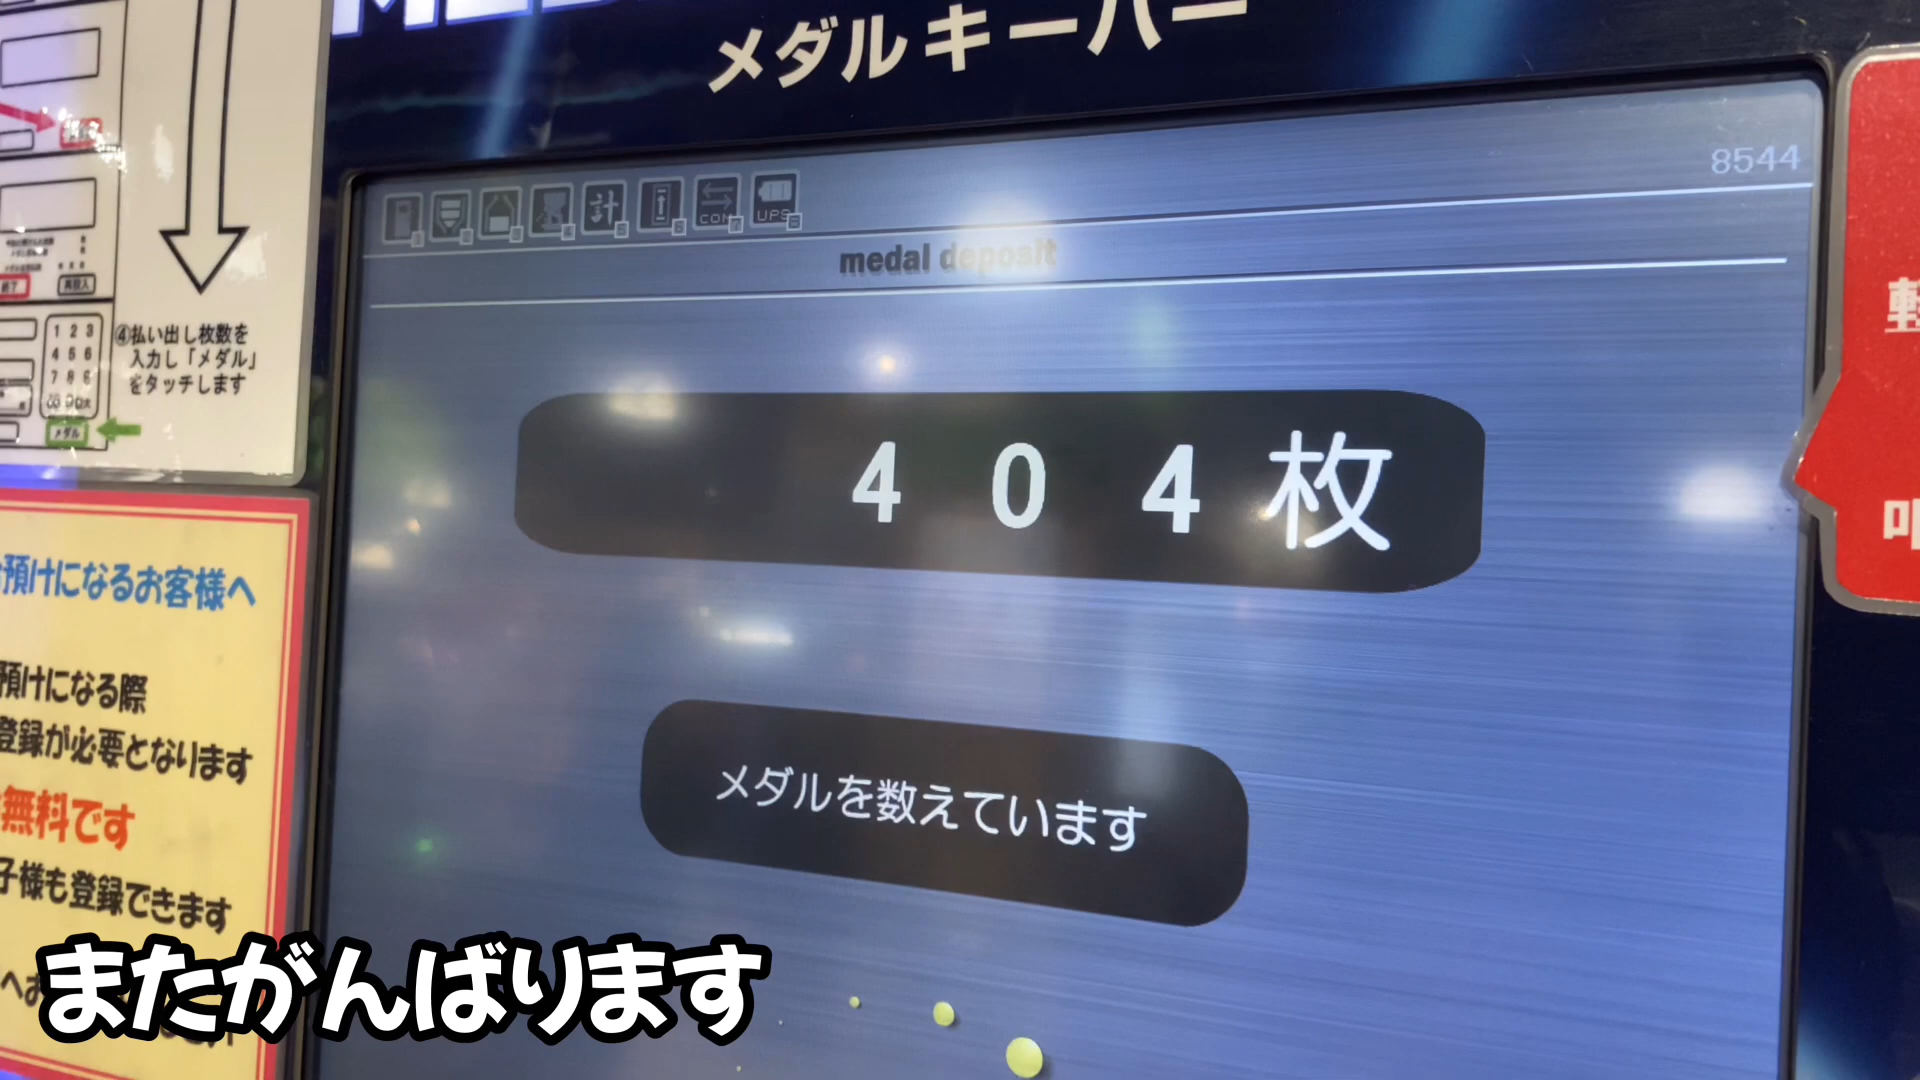 メダルキーパー
8544
計
COM
UPS
medal deposit
404枚
メダルを数えています
④払い出し枚数を
入力し「メダル」
をタッチします
メダル
預けになるお客様へ
預けになる際
登録が必要となります
無料です
子様も登録できます
またがんばります